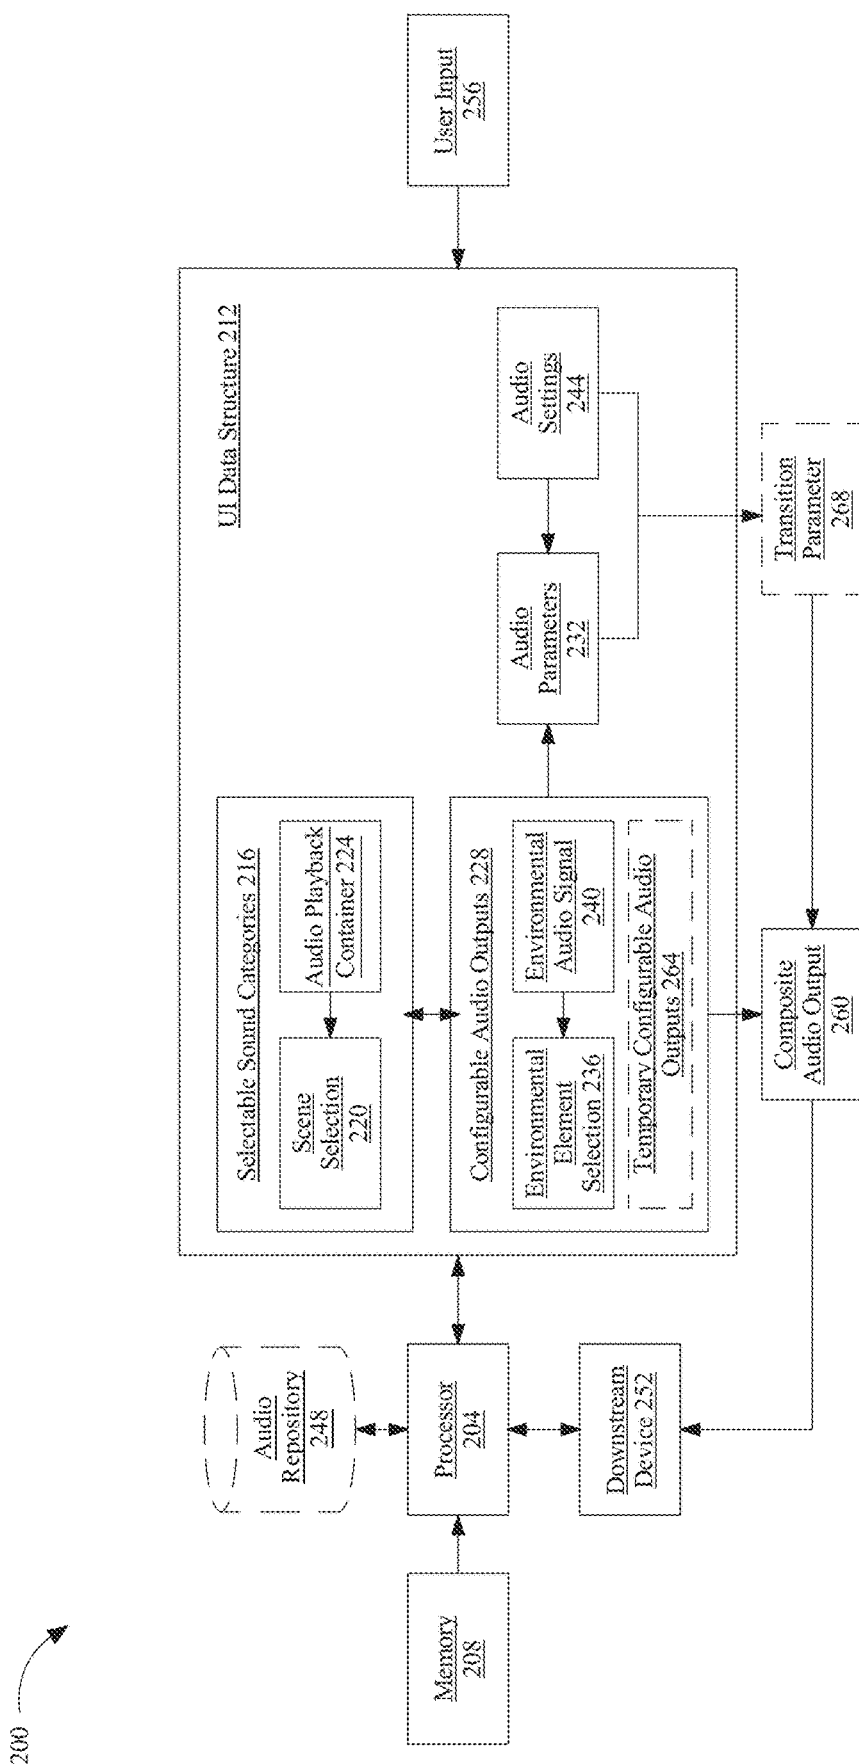 200
Memory
208
Audio
Repository
248
Processor
204
Downstream
Device 252
UI Data Structure 212
Selectable Sound Categories 216
Scene
Selection
220
Audio Playback
Container 224
Configurable Audio Outputs 228
Environmental
Element
Selection 236
Environmental
Audio Signal
240
Temporary Configurable Audio
Outputs 264
Audio
Parameters
232
Audio
Settings
244
Composite
Audio Output
260
Transition
Parameter
268
User Input
256